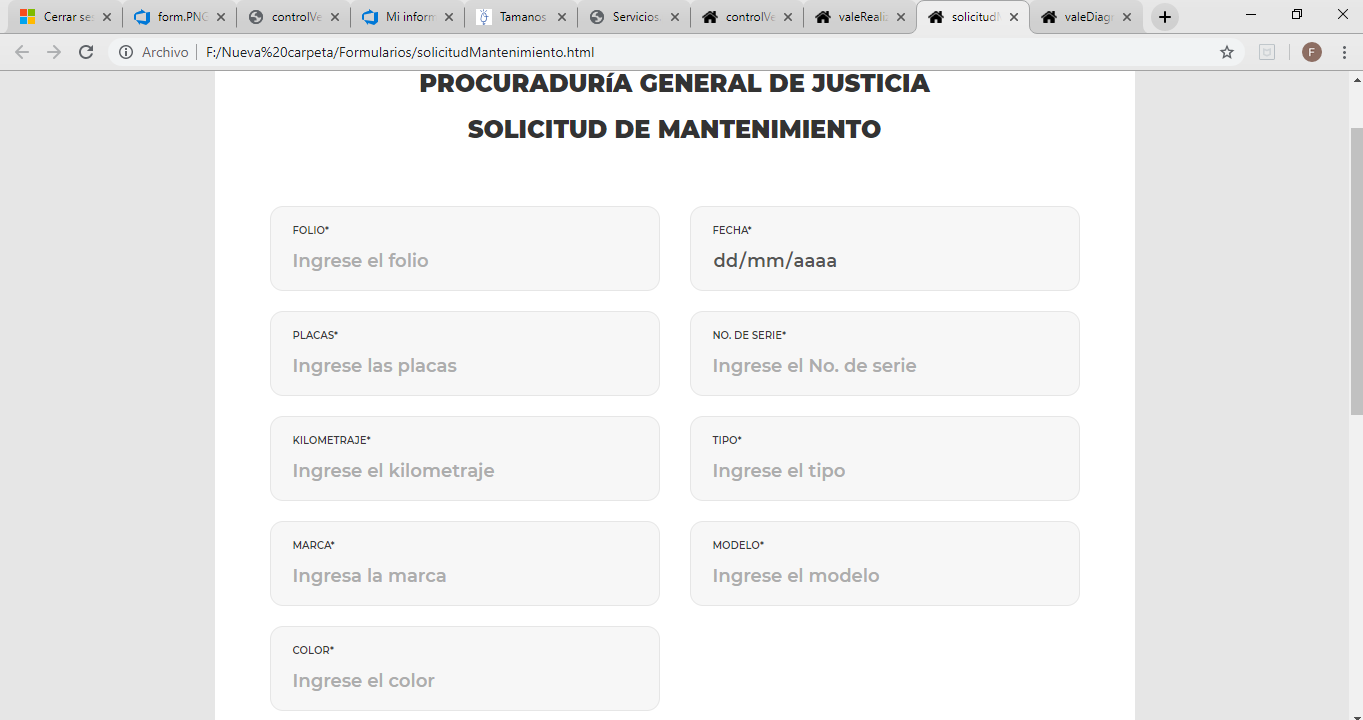 Cerrar se
form.PNG
controlVe
Mi inform
Tamanos
Servicios.
controlVe
valeReali
solicitudM
valeDiagr
Archivo
F:/Nueva%20carpeta/Formularios/solicitudMantenimiento.html
F
PROCURADURíA GENERAL DE JUSTICIA
SOLICITUD DE MANTENIMIENTO
FOLIO*
Ingrese el folio
FECHA*
dd/mm/aaaa
PLACAS*
Ingrese las placas
NO. DE SERIE*
Ingrese el No. de serie
KILOMETRAJE*
Ingrese el kilometraje
TIPO*
Ingrese el tipo
MARCA*
Ingresa la marca
MODELO*
Ingrese el modelo
COLOR*
Ingrese el color